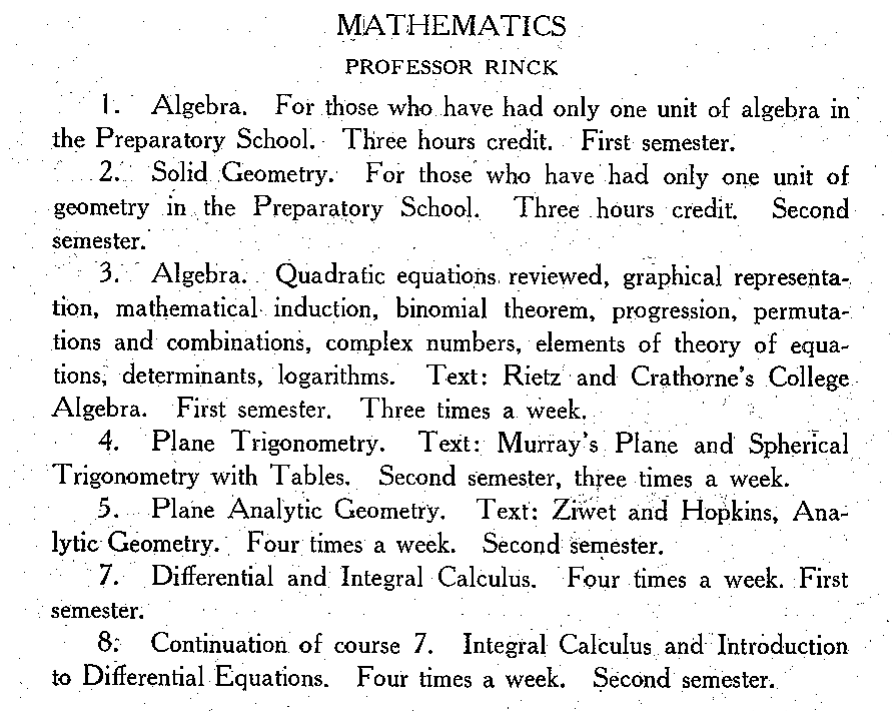 MATHEMATICS
PROFESSOR RINCK
1. Algebra. For those who have had only one unit of algebra in
the Preparatory School. Three hours credit. First semester.
2. Solid Geometry. For those who have had only one unit of
geometry in the Preparatory School. Three hours credit. Second
semester.
3. Algebra. Quadratic equations reviewed, graphical representa-
tion, mathematical induction, binomial theorem, progression, permuta-
tions and combinations, complex numbers, elements of theory of equa-
tions, determinants, logarithms. Text: Rietz and Crathorne's College
Algebra. First semester. Three times a week.
4. Plane Trigonometry. Text: Murray's Plane and Spherical
Trigonometry with Tables. Second semester, three times a week.
5. Plane Analytic Geometry. Text: Ziwet and Hopkins, Ana-
lytic Geometry. Four times a week. Second semester.
7. Differential and Integral Calculus. Four times a week. First
semester.
8. Continuation of course 7. Integral Calculus and Introduction
to Differential Equations. Four times a week. Second semester.